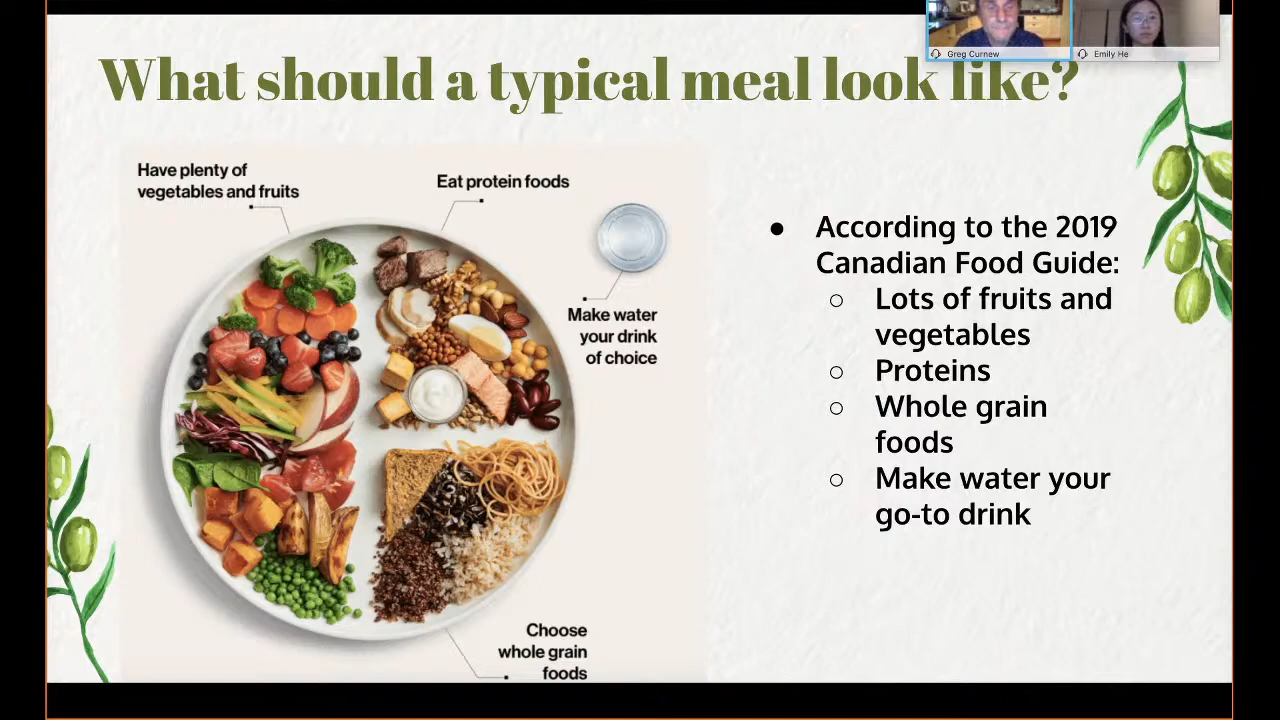 Greg Curnew
Emily He
What should a typical meal look like?
Have plenty of
vegetables and fruits
Eat protein foods
Make water
your drink
of choice
Choose
whole grain
foods
● According to the 2019
Canadian Food Guide:
○ Lots of fruits and
vegetables
○ Proteins
○ Whole grain
foods
○ Make water your
go-to drink